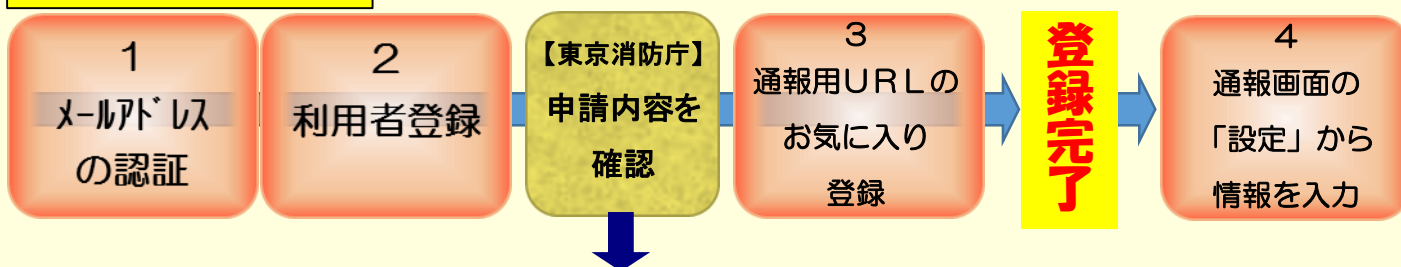 １
ﾒｰﾙｱﾄﾞﾚｽ
の認証
２
利用者登録
【東京消防庁】
申請内容を
確認
３
通報用ＵＲＬの
お気に入り
登録
登録完了
４
通報画面の
「設定」から
情報を入力